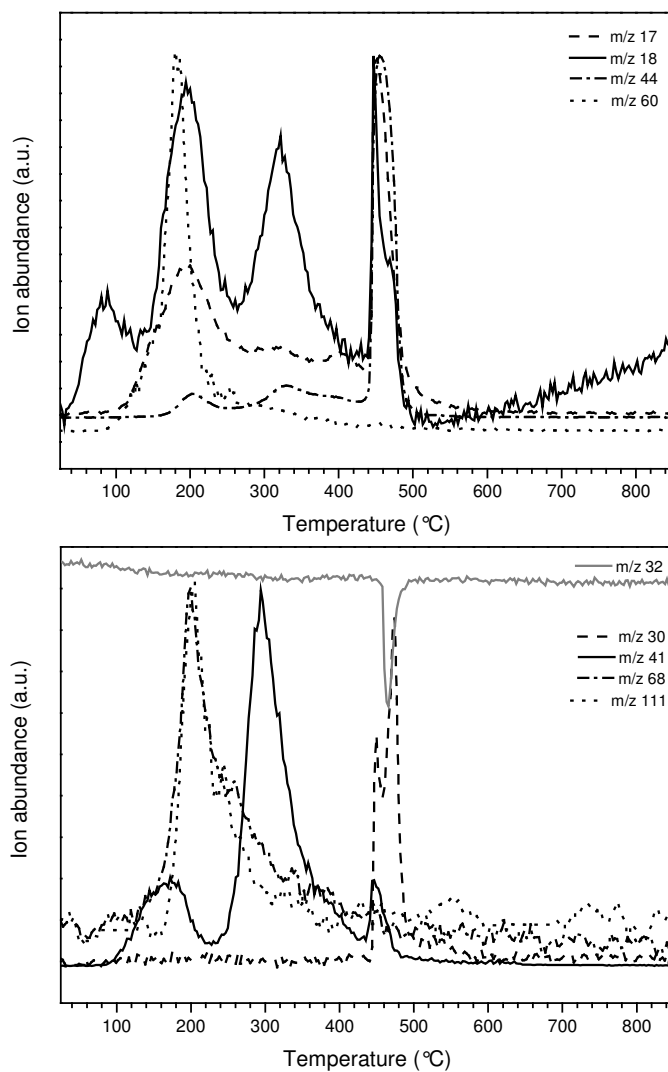 m/z 17
m/z 18
m/z 44
m/z 60
Ion abundance (a.u.)
100 200 300 400 500 600 700 800
Temperature (°C)
m/z 32
m/z 30
m/z 41
m/z 68
m/z 111
Ion abundance (a.u.)
100 200 300 400 500 600 700 800
Temperature (°C)